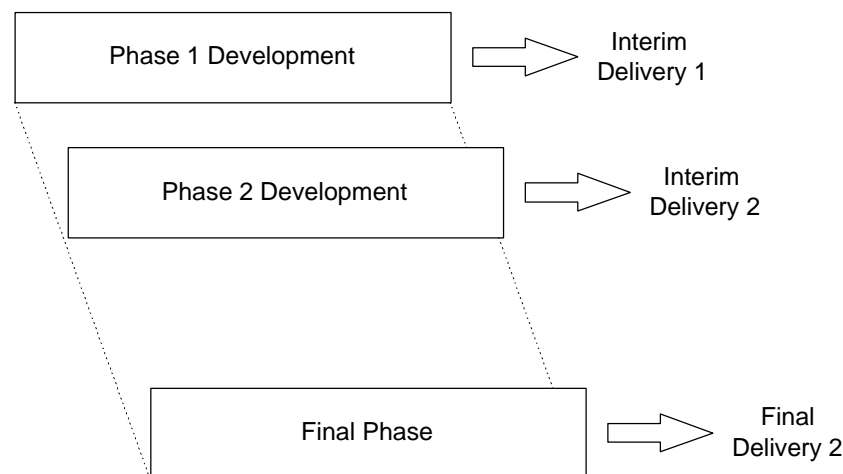 Phase 1 Development
Interim
Delivery 1
Phase 2 Development
Interim
Delivery 2
Final Phase
Final
Delivery 2